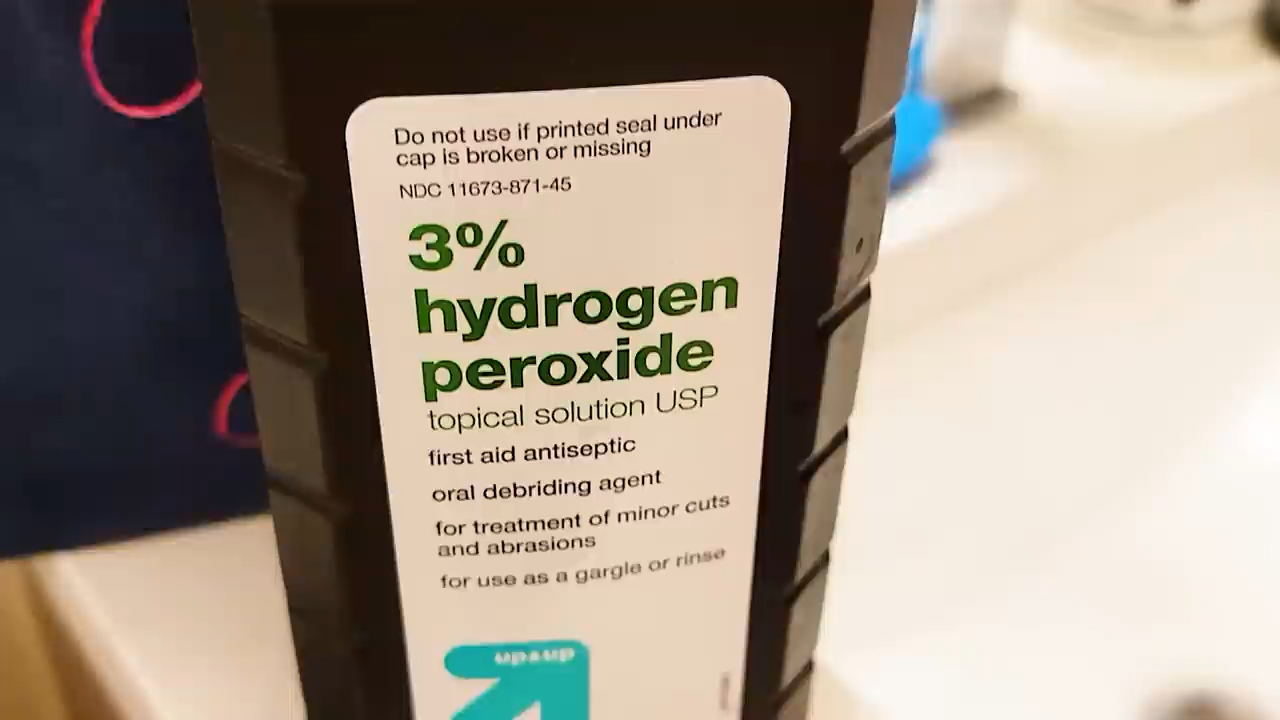 Do not use if printed seal under
cap is broken or missing
NDC 11673-871-45
3%
hydrogen
peroxide
topical solution USP
first aid antiseptic
oral debriding agent
for treatment of minor cuts
and abrasions
for use as a gargle or rinse
up&up